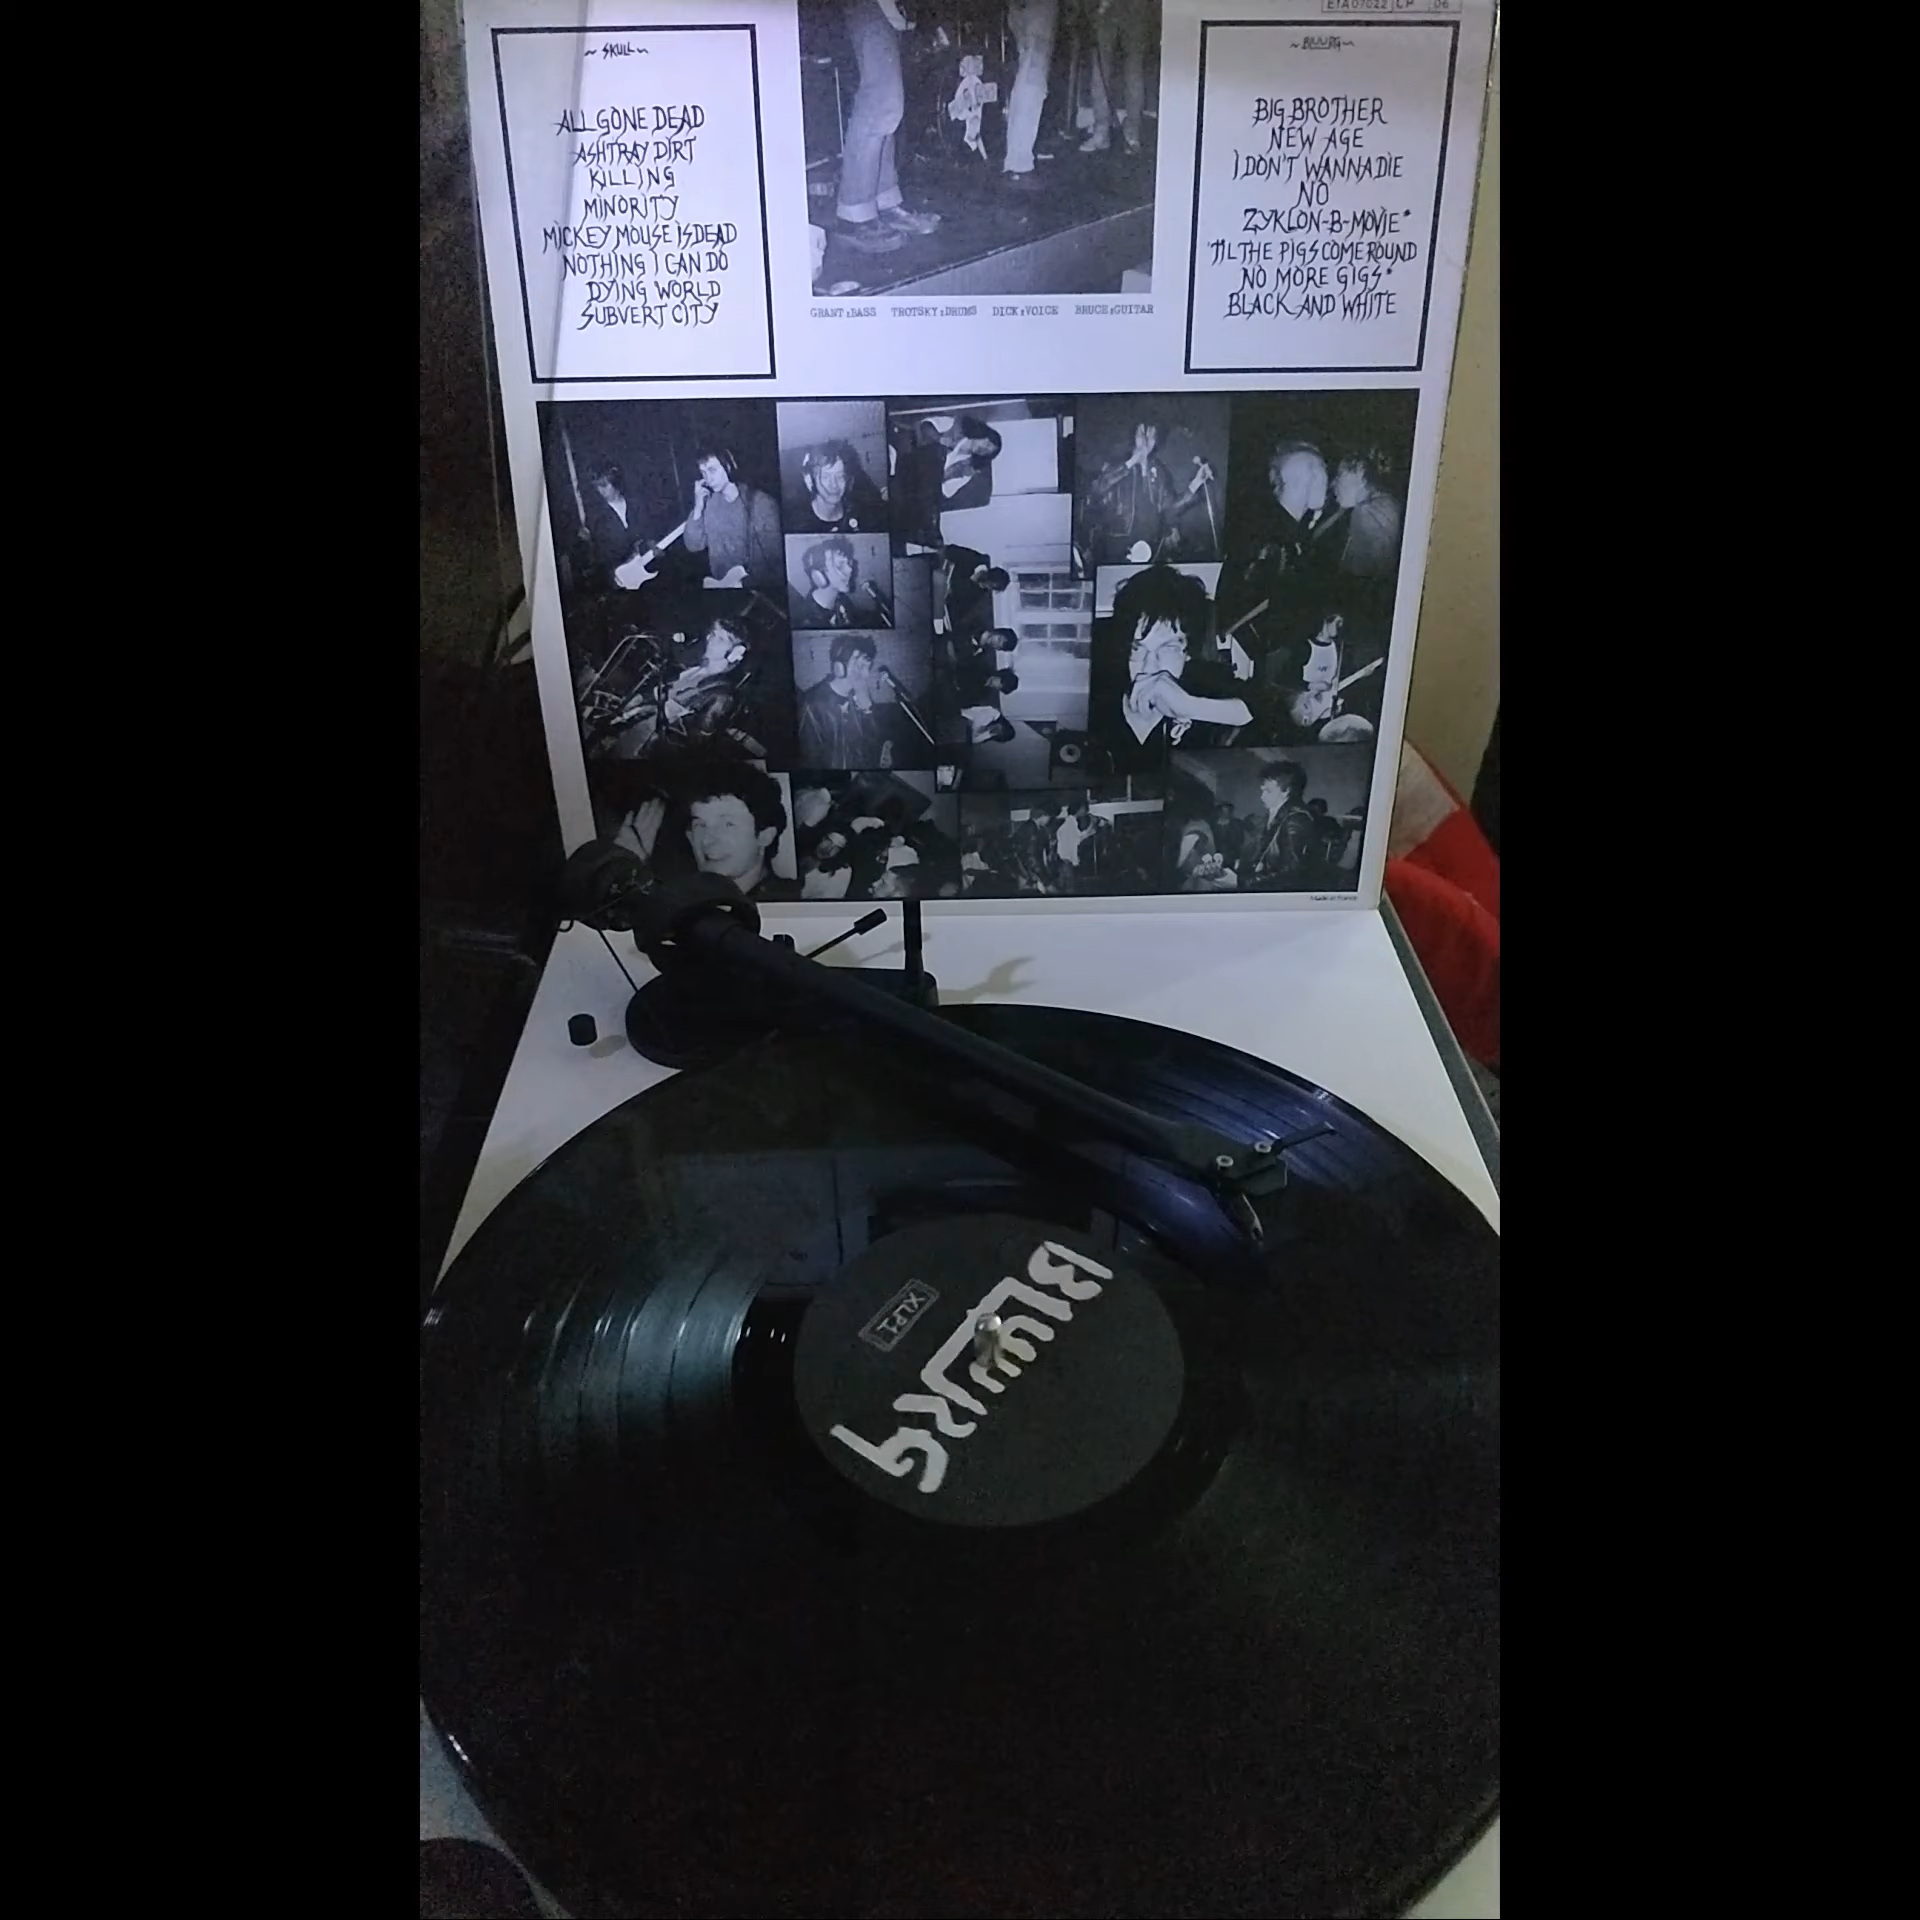 E1A07022 LP 06
~ SKULL ~
ALL GONE DEAD
ASHTRAY DIRT
KILLING
MINORITY
MICKEY MOUSE IS DEAD
NOTHING I CAN DO
DYING WORLD
SUBVERT CITY
GRANT:BASS TROTSKY:DRUMS DICK:VOICE BRUCE:GUITAR
~BLUURG~
BIG BROTHER
NEW AGE
I DON'T WANNA DIE
NO
ZYKLON-B-MOVIE*
'TIL THE PIGS COME ROUND
NO MORE GIGS*
BLACK AND WHITE
Made in France
BLUURG
XLP1